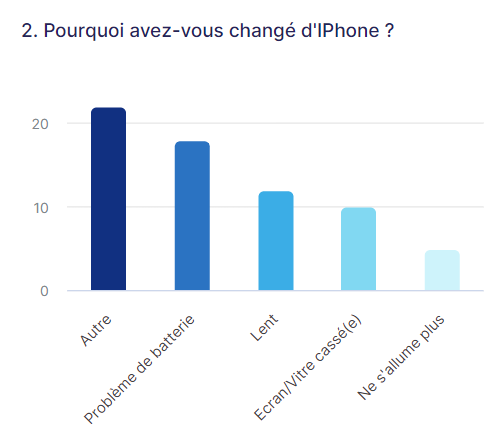 2. Pourquoi avez-vous changé d'IPhone ?
20
10
0
Autre
Problème de batterie
Lent
Ecran/Vitre cassé(e)
Ne s'allume plus